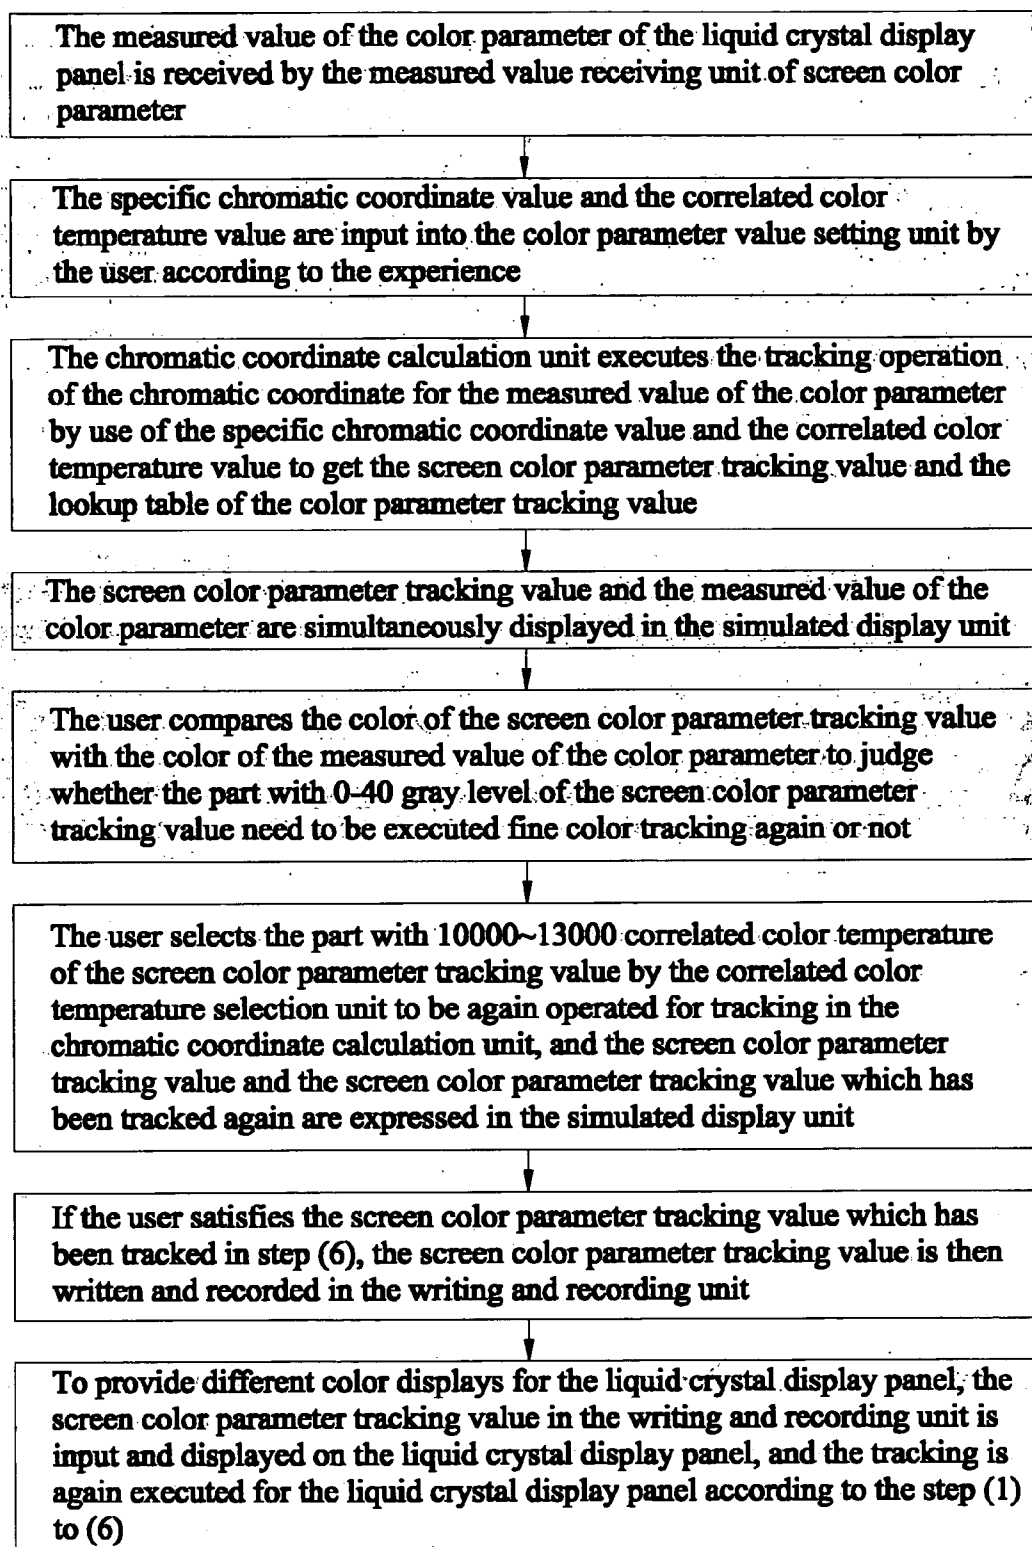 The measured value of the color parameter of the liquid crystal display
panel is received by the measured value receiving unit of screen color
parameter
The specific chromatic coordinate value and the correlated color
temperature value are input into the color parameter value setting unit by
the user according to the experience
The chromatic coordinate calculation unit executes the tracking operation
of the chromatic coordinate for the measured value of the color parameter
by use of the specific chromatic coordinate value and the correlated color
temperature value to get the screen color parameter tracking value and the
lookup table of the color parameter tracking value
The screen color parameter tracking value and the measured value of the
color parameter are simultaneously displayed in the simulated display unit
The user compares the color of the screen color parameter tracking value
with the color of the measured value of the color parameter to judge
whether the part with 0-40 gray level of the screen color parameter
tracking value need to be executed fine color tracking again or not
The user selects the part with 10000~13000 correlated color temperature
of the screen color parameter tracking value by the correlated color
temperature selection unit to be again operated for tracking in the
chromatic coordinate calculation unit, and the screen color parameter
tracking value and the screen color parameter tracking value which has
been tracked again are expressed in the simulated display unit
If the user satisfies the screen color parameter tracking value which has
been tracked in step (6), the screen color parameter tracking value is then
written and recorded in the writing and recording unit
To provide different color displays for the liquid crystal display panel, the
screen color parameter tracking value in the writing and recording unit is
input and displayed on the liquid crystal display panel, and the tracking is
again executed for the liquid crystal display panel according to the step (1)
to (6)